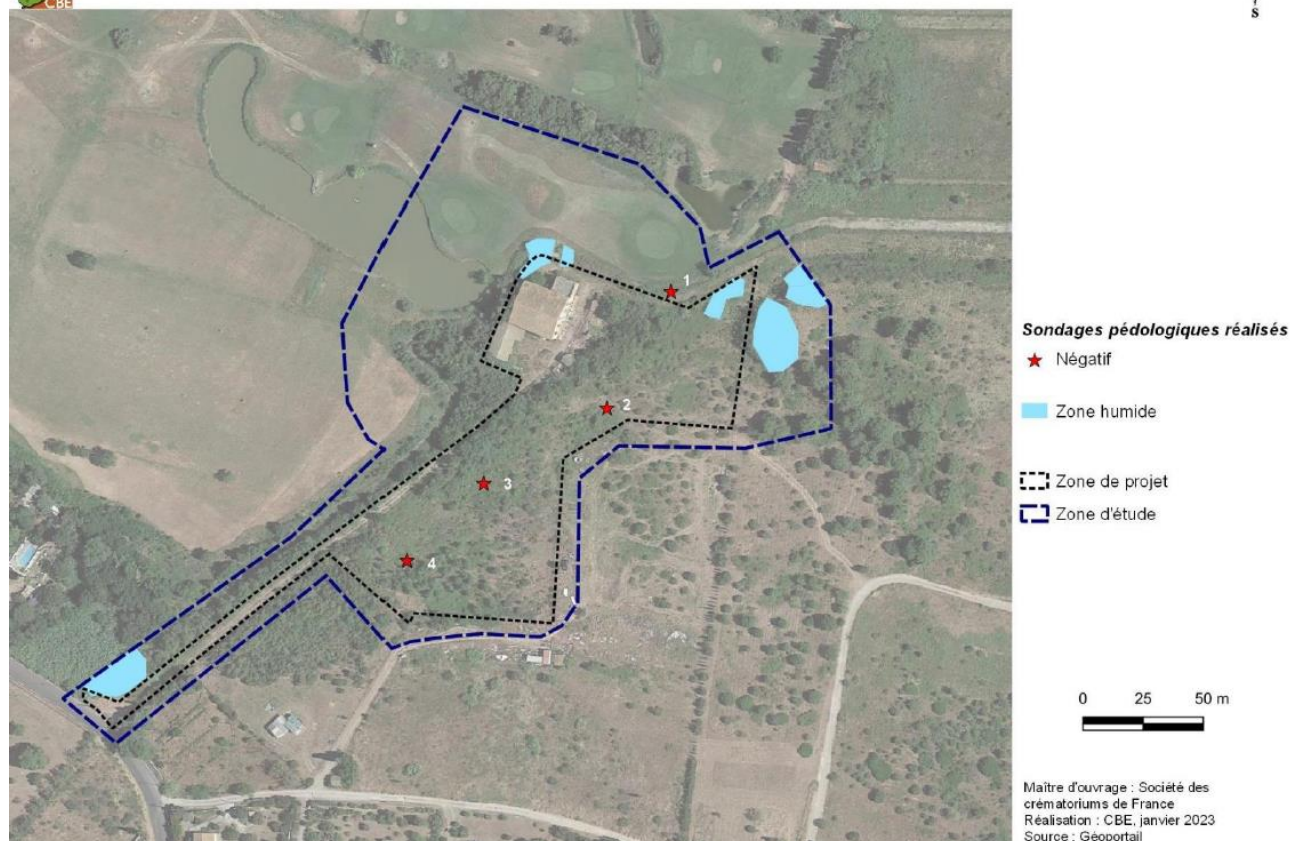 CBE
S
1
2
3
4
Sondages pédologiques réalisés
Négatif
Zone humide
Zone de projet
Zone d'étude
0 25 50 m
Maître d'ouvrage : Société des
crématoriums de France
Réalisation : CBE, janvier 2023
Source : Géoportail